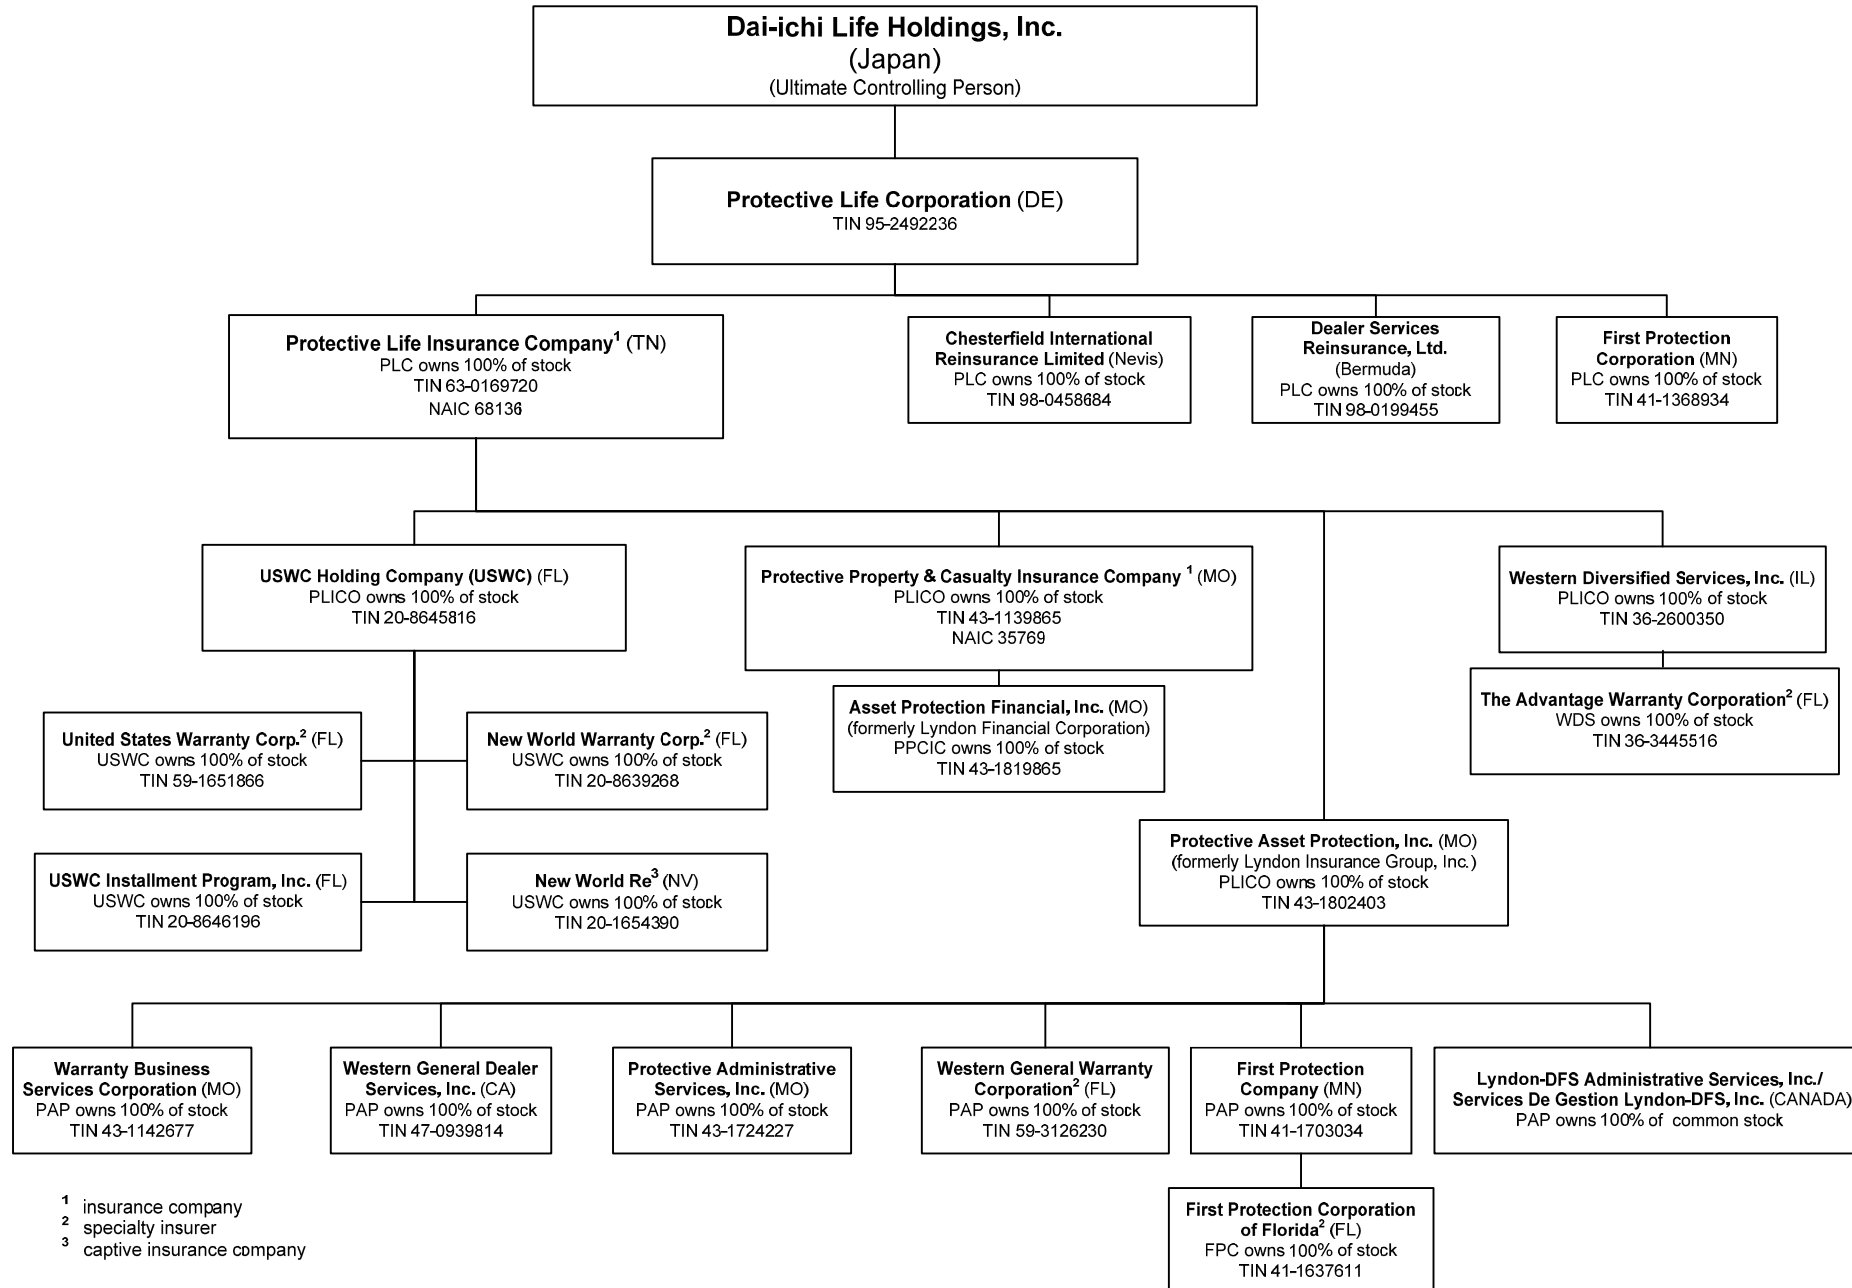 Dai-ichi Life Holdings, Inc.
(Japan)
(Ultimate Controlling Person)
Protective Life Corporation (DE)
TIN 95-2492236
Protective Life Insurance Company¹ (TN)
PLC owns 100% of stock
TIN 63-0169720
NAIC 68136
Chesterfield International
Reinsurance Limited (Nevis)
PLC owns 100% of stock
TIN 98-0458684
Dealer Services
Reinsurance, Ltd.
(Bermuda)
PLC owns 100% of stock
TIN 98-0199455
First Protection
Corporation (MN)
PLC owns 100% of stock
TIN 41-1368934
USWC Holding Company (USWC) (FL)
PLICO owns 100% of stock
TIN 20-8645816
Protective Property & Casualty Insurance Company ¹ (MO)
PLICO owns 100% of stock
TIN 43-1139865
NAIC 35769
Western Diversified Services, Inc. (IL)
PLICO owns 100% of stock
TIN 36-2600350
United States Warranty Corp.² (FL)
USWC owns 100% of stock
TIN 59-1651866
New World Warranty Corp.² (FL)
USWC owns 100% of stock
TIN 20-8639268
Asset Protection Financial, Inc. (MO)
(formerly Lyndon Financial Corporation)
PPCIC owns 100% of stock
TIN 43-1819865
The Advantage Warranty Corporation² (FL)
WDS owns 100% of stock
TIN 36-3445516
USWC Installment Program, Inc. (FL)
USWC owns 100% of stock
TIN 20-8646196
New World Re³ (NV)
USWC owns 100% of stock
TIN 20-1654390
Protective Asset Protection, Inc. (MO)
(formerly Lyndon Insurance Group, Inc.)
PLICO owns 100% of stock
TIN 43-1802403
Warranty Business
Services Corporation (MO)
PAP owns 100% of stock
TIN 43-1142677
Western General Dealer
Services, Inc. (CA)
PAP owns 100% of stock
TIN 47-0939814
Protective Administrative
Services, Inc. (MO)
PAP owns 100% of stock
TIN 43-1724227
Western General Warranty
Corporation² (FL)
PAP owns 100% of stock
TIN 59-3126230
First Protection
Company (MN)
PAP owns 100% of stock
TIN 41-1703034
Lyndon-DFS Administrative Services, Inc./
Services De Gestion Lyndon-DFS, Inc. (CANADA)
PAP owns 100% of common stock
First Protection Corporation
of Florida² (FL)
FPC owns 100% of stock
TIN 41-1637611
¹ insurance company
² specialty insurer
³ captive insurance company